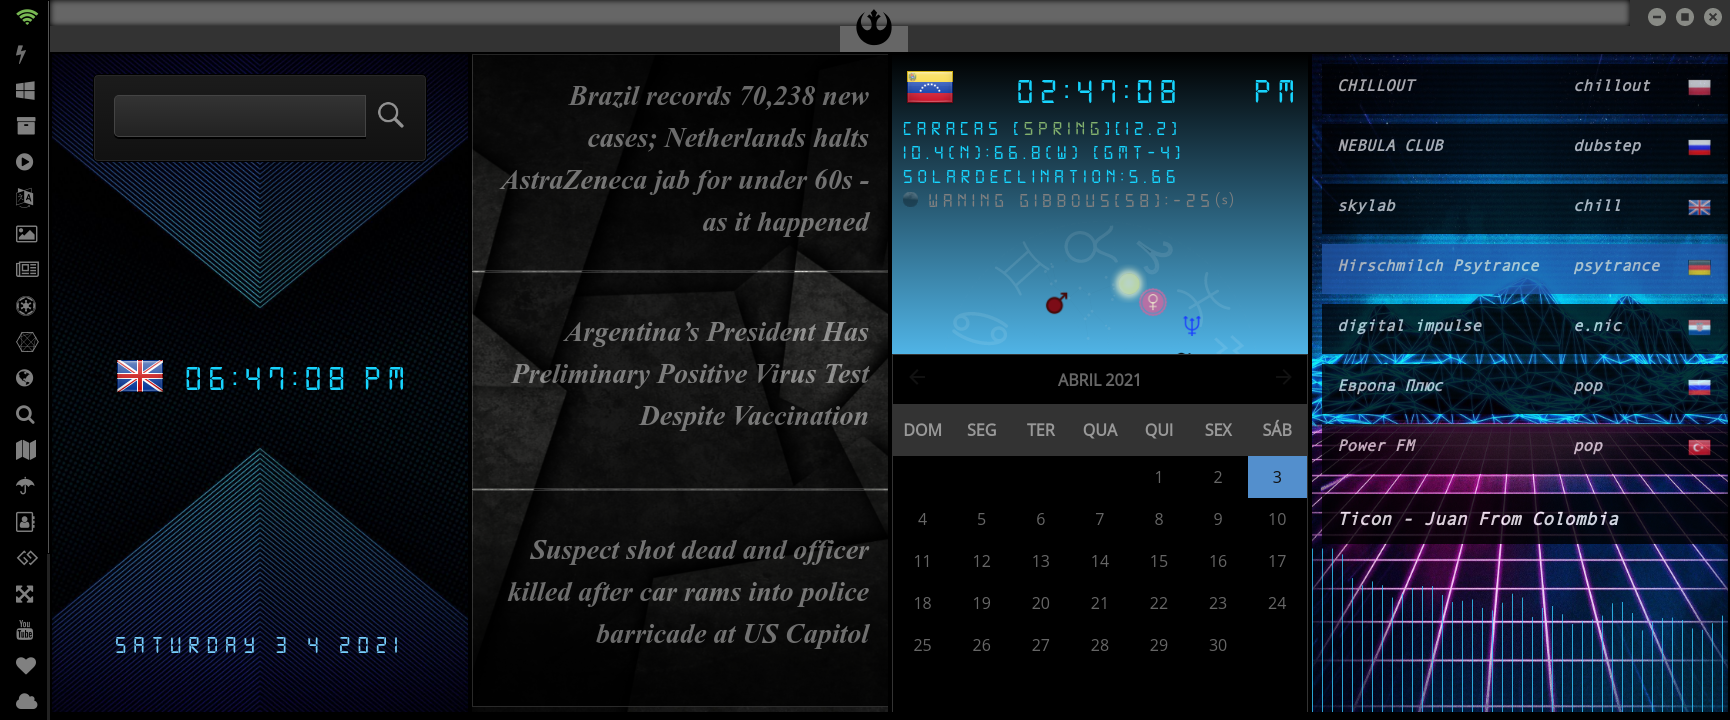 06:47:08 PM
SATURDAY 3 4 2021
Brazil records 70,238 new
cases; Netherlands halts
AstraZeneca jab for under 60s -
as it happened
Argentina’s President Has
Preliminary Positive Virus Test
Despite Vaccination
Suspect shot dead and officer
killed after car rams into police
barricade at US Capitol
02:47:08 PM
CARACAS [SPRING][12.2]
10.4(N):66.8(W) [GMT-4]
SOLARDECLINATION:5.66
WANING GIBBOUS[58]:-25(s)
ABRIL 2021
DOM SEG TER QUA QUI SEX SÁB
1 2 3
4 5 6 7 8 9 10
11 12 13 14 15 16 17
18 19 20 21 22 23 24
25 26 27 28 29 30
CHILLOUT chillout
NEBULA CLUB dubstep
skylab chill
Hirschmilch Psytrance psytrance
digital impulse e.nic
Европа Плюс pop
Power FM pop
Ticon - Juan From Colombia
You
Tube